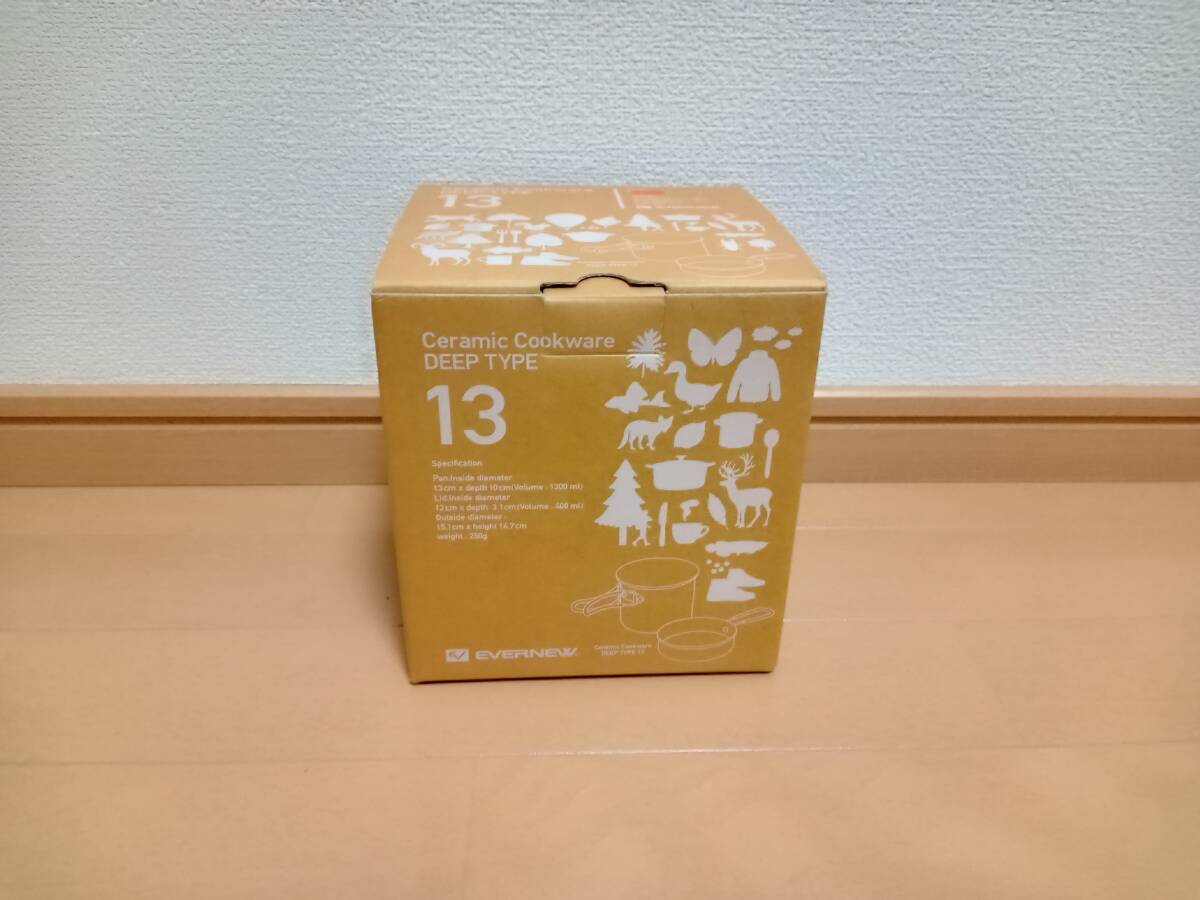 13
Ceramic Cookware
DEEP TYPE
13
Specification
Pan.Inside diameter
13cm x depth 10cm(Volume : 1300 ml)
Lid.Inside diameter
12cm x depth 3.1cm(Volume : 400 ml)
Outside diameter
15.1cm x height 14.7cm
weight. 250g
EVERNEW.
Ceramic Cookware
DEEP TYPE 13